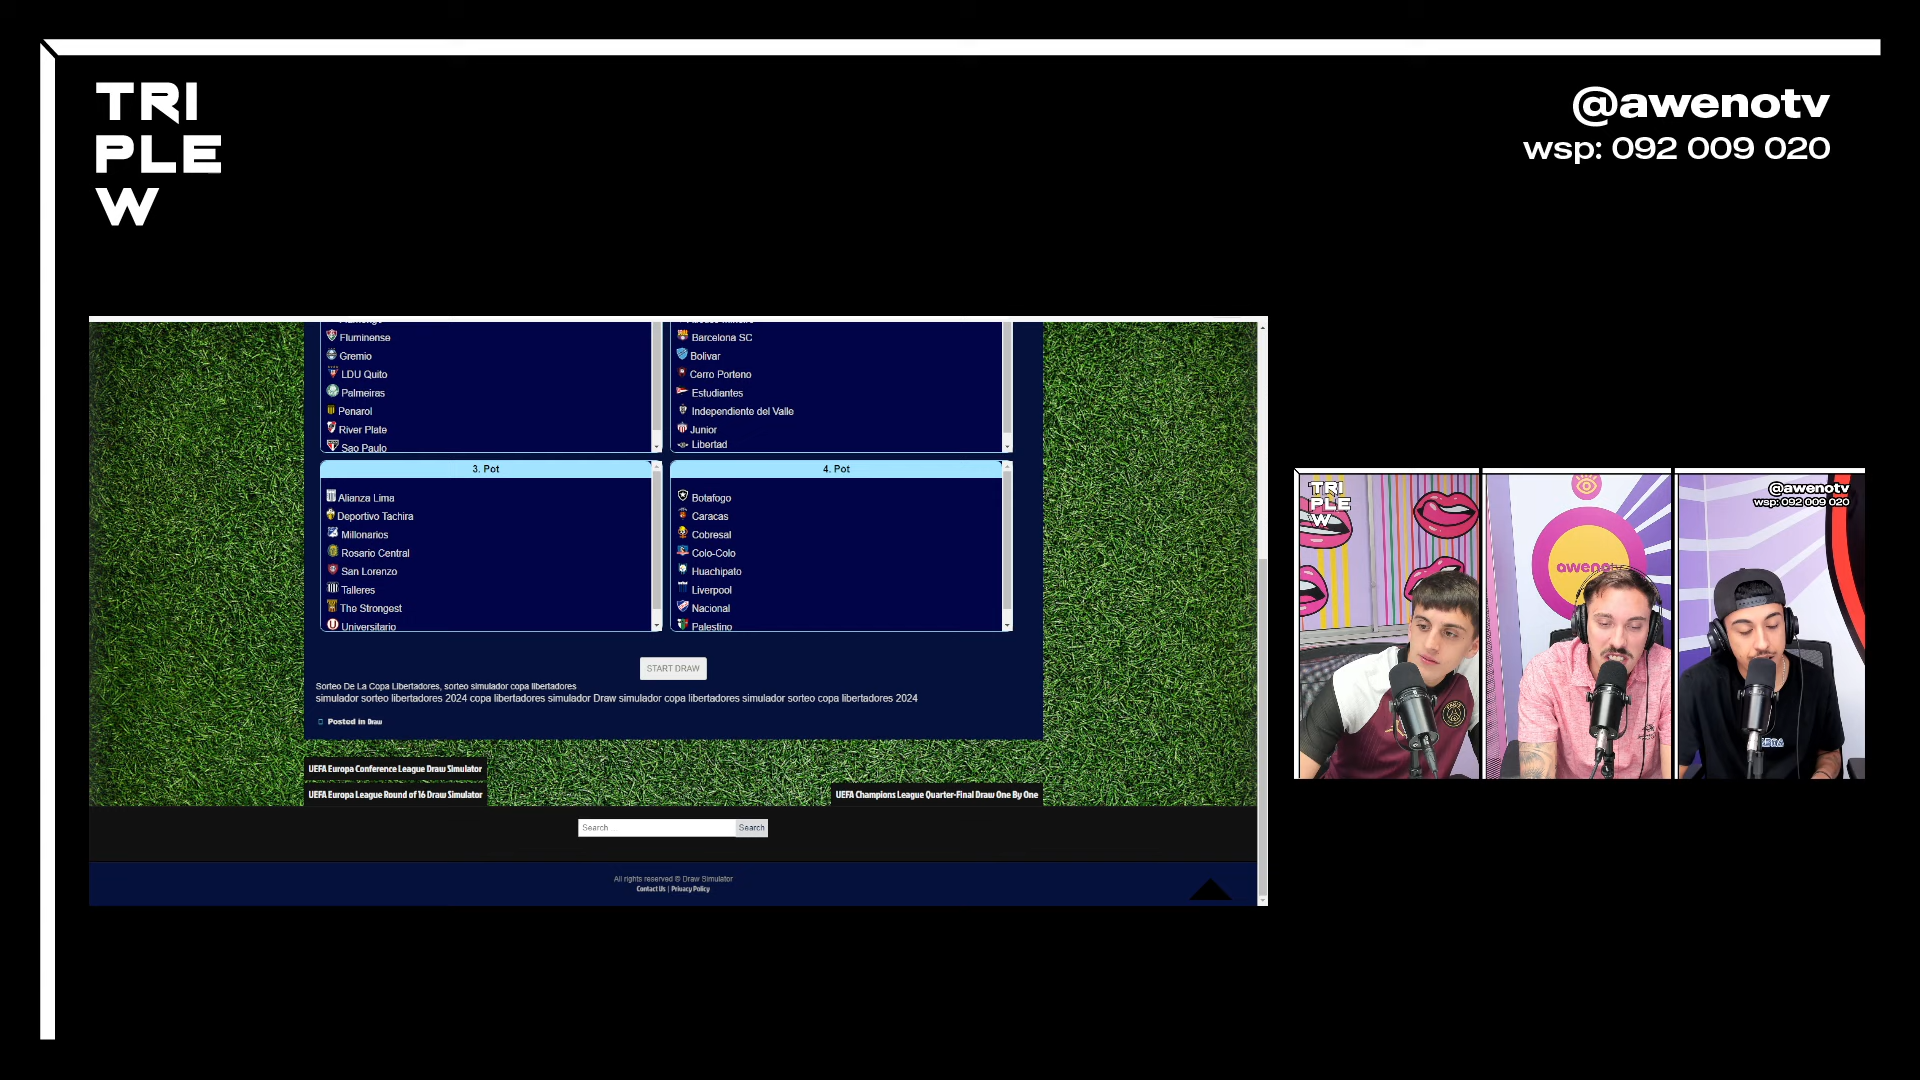 TRI
PLE
W
@awenotv
wsp: 092 009 020
Fluminense
Gremio
LDU Quito
Palmeiras
Penarol
River Plate
Sao Paulo
Barcelona SC
Bolivar
Cerro Porteno
Estudiantes
Independiente del Valle
Junior
Libertad
3. Pot
Alianza Lima
Deportivo Tachira
Millonarios
Rosario Central
San Lorenzo
Talleres
The Strongest
Universitario
4. Pot
Botafogo
Caracas
Cobresal
Colo-Colo
Huachipato
Liverpool
Nacional
Palestino
START DRAW
Sorteo De La Copa Libertadores, sorteo simulador copa libertadores
simulador sorteo libertadores 2024 copa libertadores simulador Draw simulador copa libertadores simulador sorteo copa libertadores 2024
Posted in Draw
UEFA Europa Conference League Draw Simulator
UEFA Europa League Round of 16 Draw Simulator
UEFA Champions League Quarter-Final Draw One By One
Search ...
Search
All rights reserved © Draw Simulator
Contact Us | Privacy Policy
TRI
PLE
W
@awenotv
wsp: 092 009 020